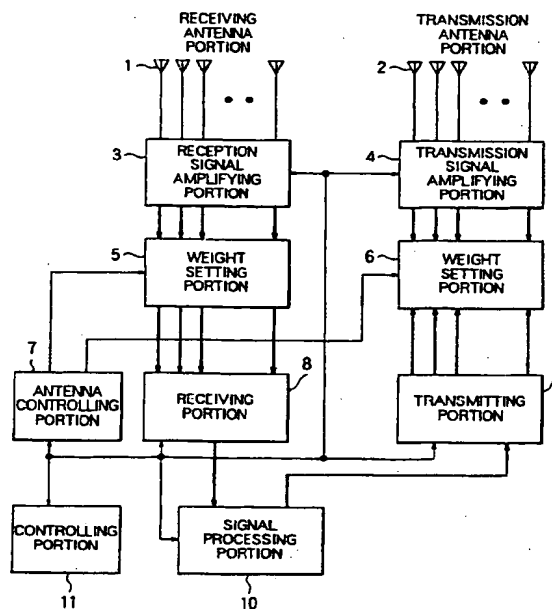 RECEIVING
ANTENNA
PORTION
TRANSMISSION
ANTENNA
PORTION
1
2
3
RECEPTION
SIGNAL
AMPLIFYING
PORTION
4
TRANSMISSION
SIGNAL
AMPLIFYING
PORTION
5
WEIGHT
SETTING
PORTION
6
WEIGHT
SETTING
PORTION
7
ANTENNA
CONTROLLING
PORTION
8
RECEIVING
PORTION
TRANSMITTING
PORTION
CONTROLLING
PORTION
11
SIGNAL
PROCESSING
PORTION
10